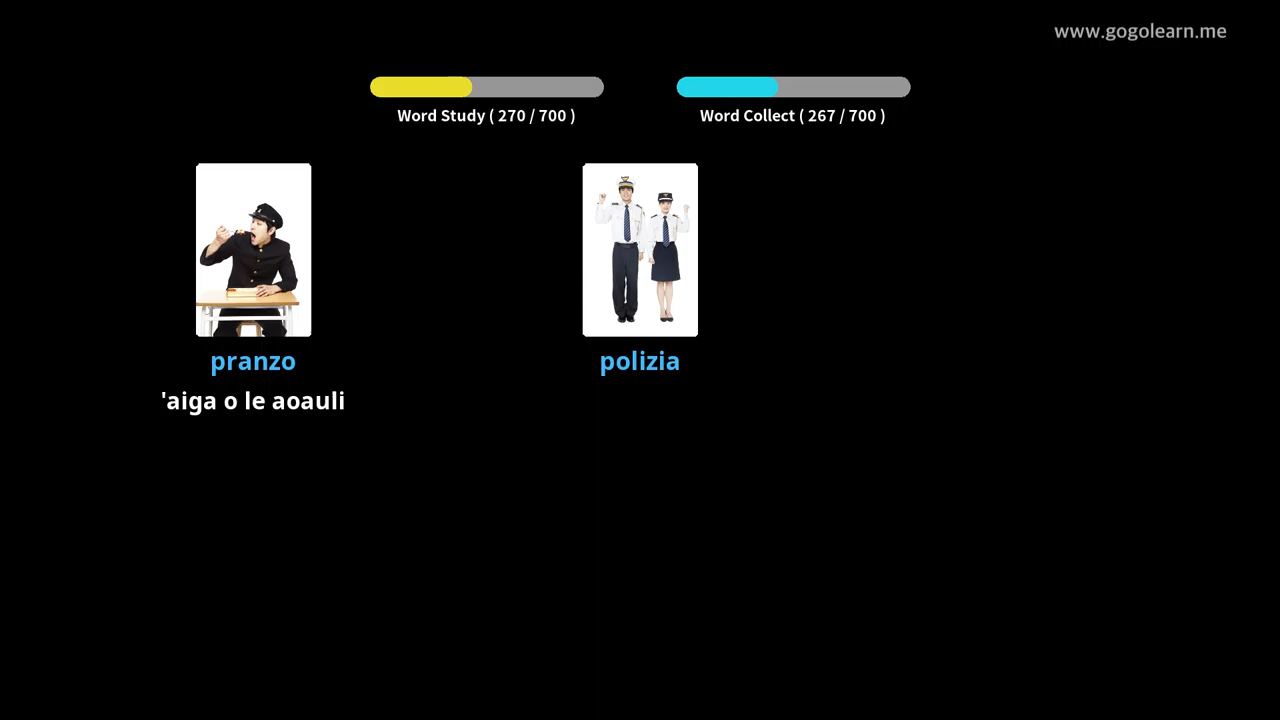 www.gogolearn.me
Word Study ( 270 / 700 )
Word Collect ( 267 / 700 )
pranzo
polizia
'aiga o le aoauli